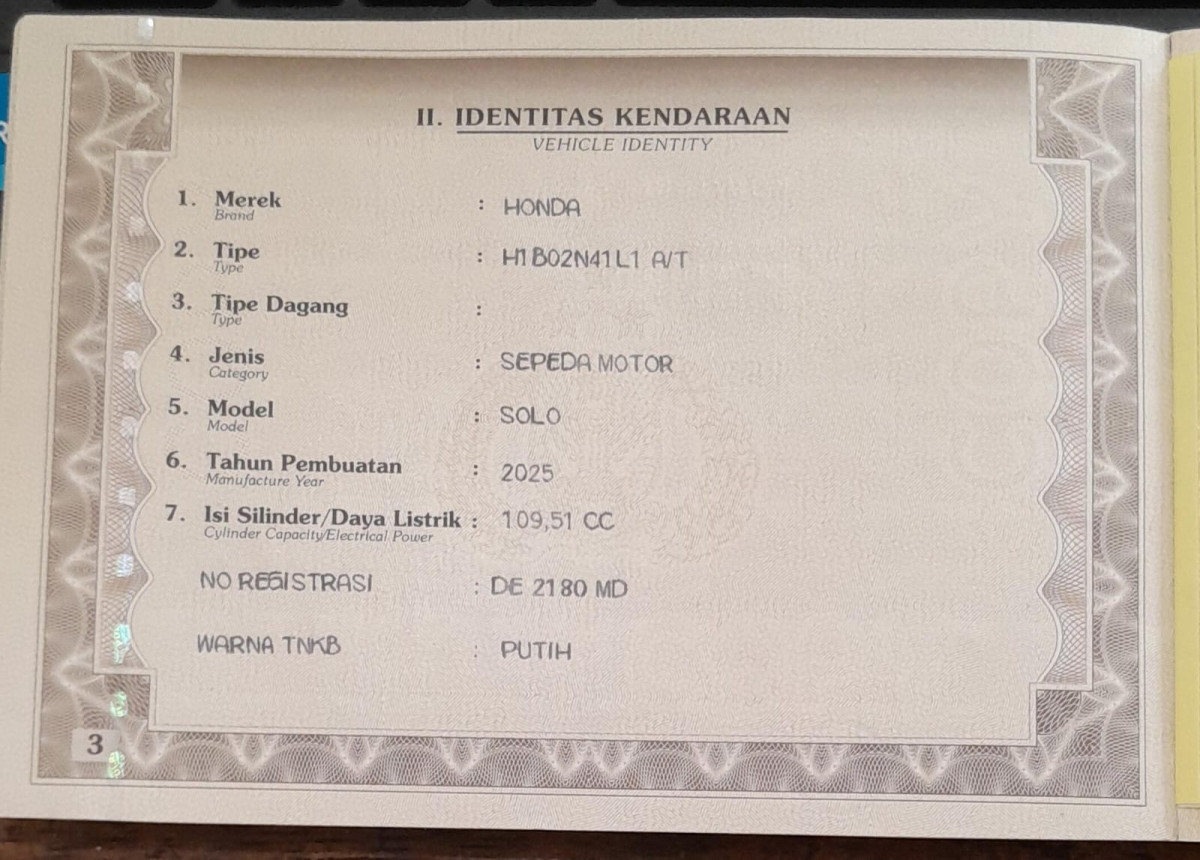 II. IDENTITAS KENDARAAN
VEHICLE IDENTITY
1. Merek : HONDA
Brand
2. Tipe : H1B02N41L1 A/T
Type
3. Tipe Dagang :
Type
4. Jenis : SEPEDA MOTOR
Category
5. Model : SOLO
Model
6. Tahun Pembuatan : 2025
Manufacture Year
7. Isi Silinder/Daya Listrik : 109,51 CC
Cylinder Capacity/Electrical Power
NO REGISTRASI : DE 2180 MD
WARNA TNKB : PUTIH
3